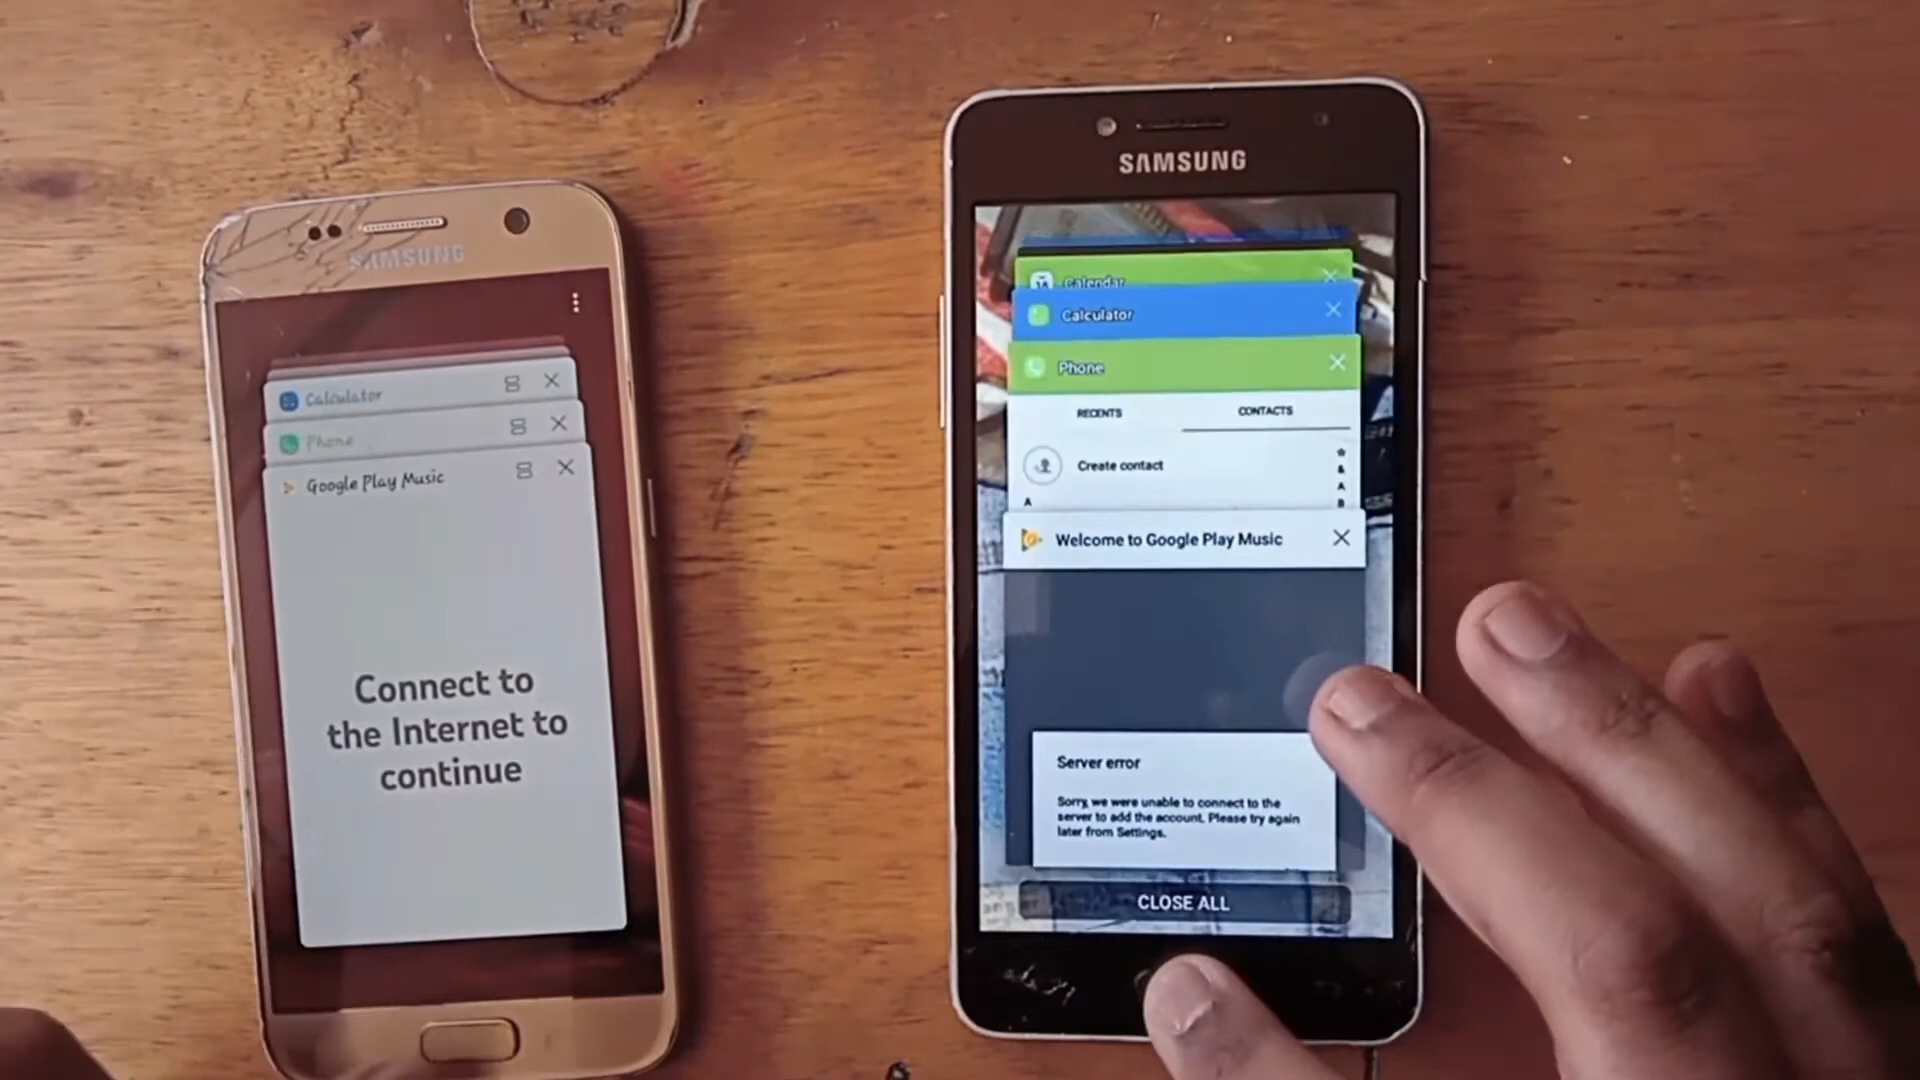 SAMSUNG
Calculator
Phone
Google Play Music
Connect to
the Internet to
continue
SAMSUNG
Calendar
Calculator
Phone
RECENTS CONTACTS
Create contact
A
&
A
B
Welcome to Google Play Music
Server error
Sorry, we were unable to connect to the
server to add the account. Please try again
later from Settings.
CLOSE ALL